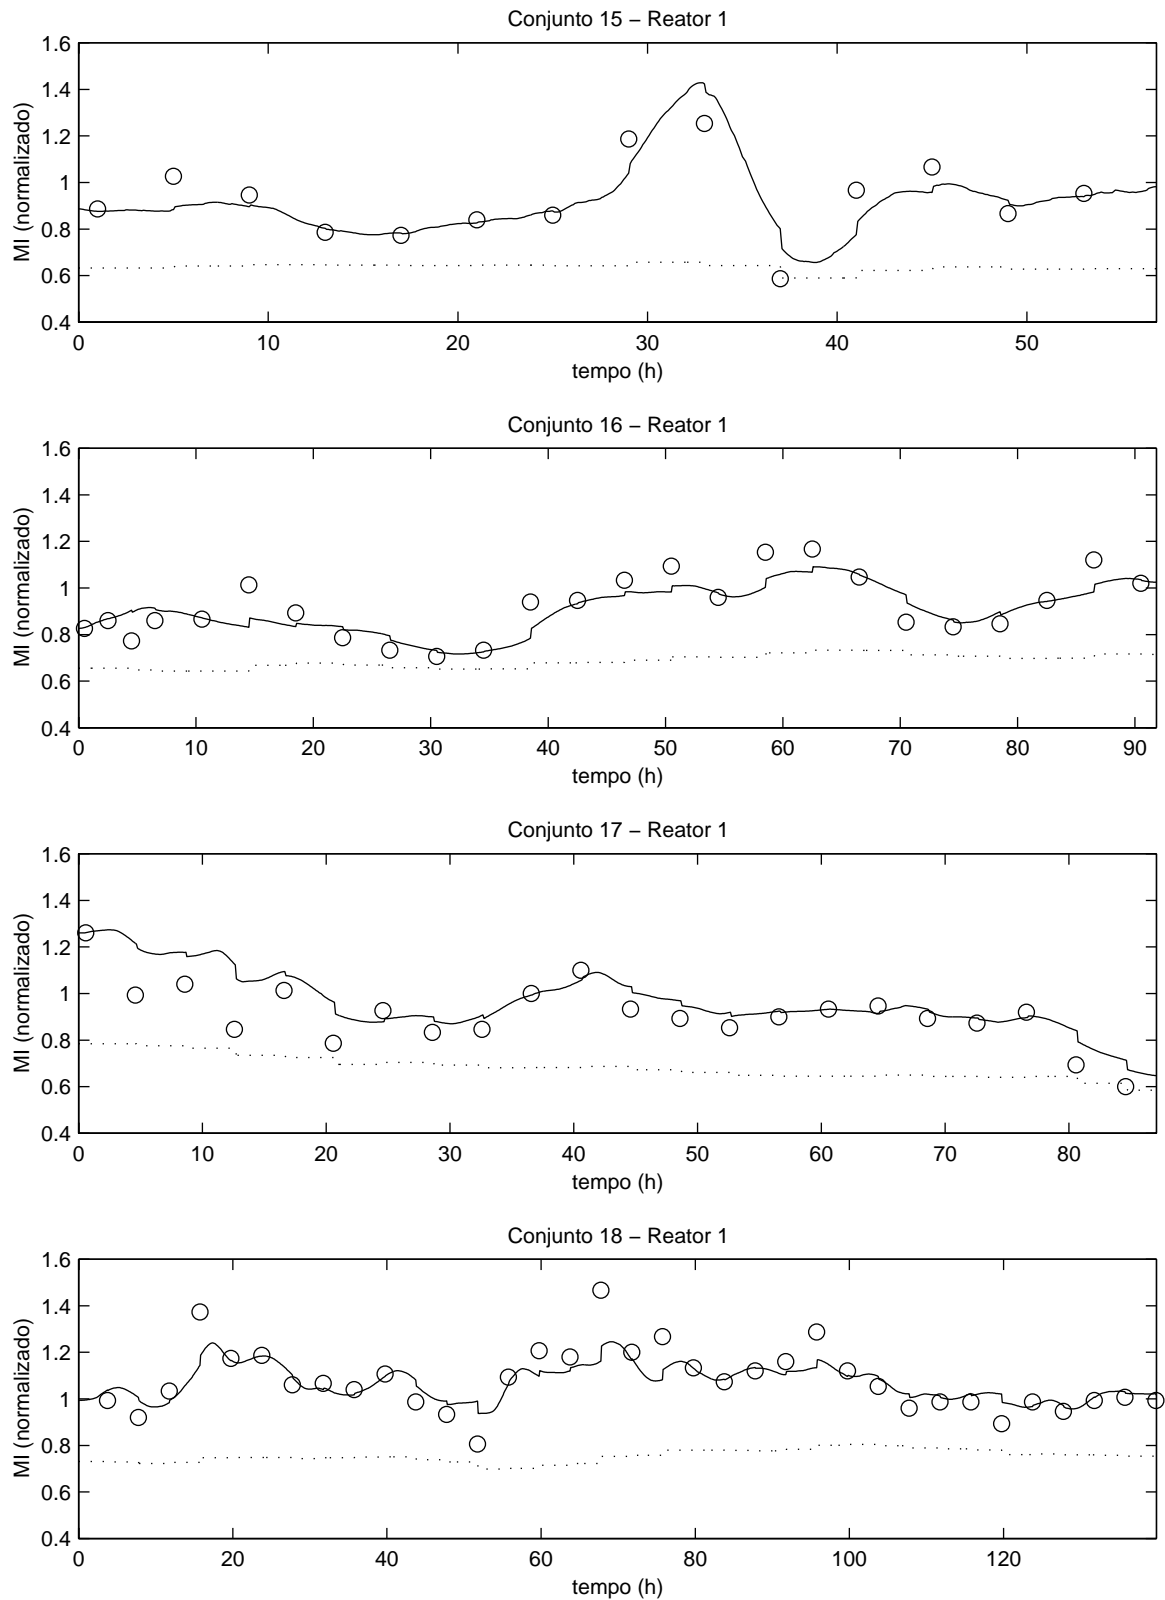 Conjunto 15 − Reator 1
1.6
1.4
1.2
1
0.8
0.6
0.4
MI (normalizado)
0 10 20 30 40 50
tempo (h)
Conjunto 16 − Reator 1
1.6
1.4
1.2
1
0.8
0.6
0.4
MI (normalizado)
0 10 20 30 40 50 60 70 80 90
tempo (h)
Conjunto 17 − Reator 1
1.6
1.4
1.2
1
0.8
0.6
0.4
MI (normalizado)
0 10 20 30 40 50 60 70 80
tempo (h)
Conjunto 18 − Reator 1
1.6
1.4
1.2
1
0.8
0.6
0.4
MI (normalizado)
0 20 40 60 80 100 120
tempo (h)